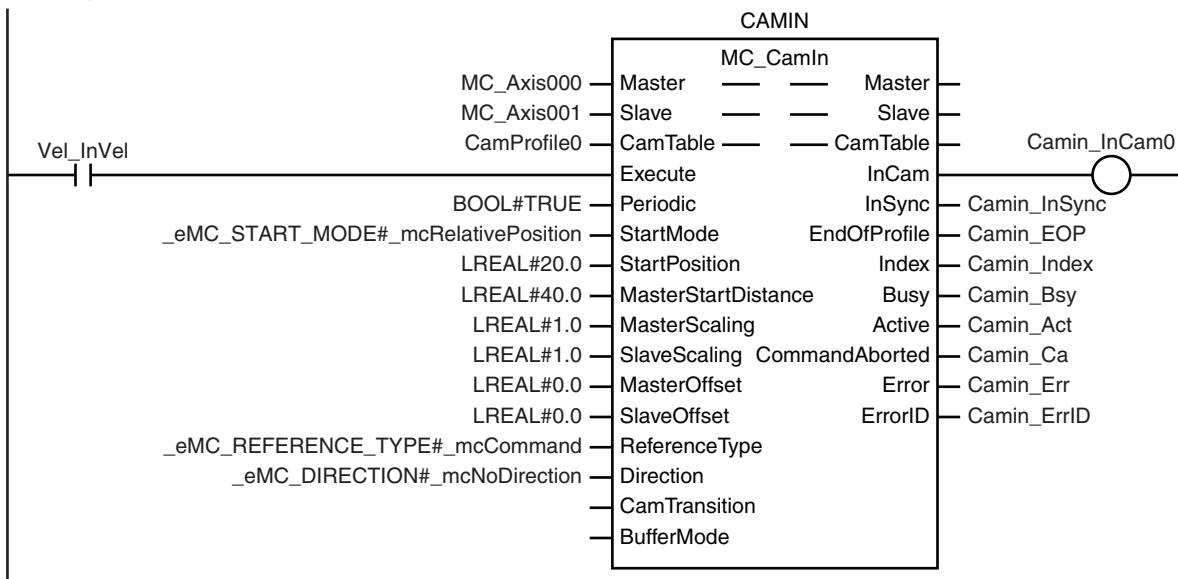 CAMIN
MC_CamIn
MC_Axis000 Master Master
MC_Axis001 Slave Slave
CamProfile0 CamTable CamTable Camin_InCam0
Vel_InVel
Execute InCam
BOOL#TRUE Periodic InSync Camin_InSync
_eMC_START_MODE#_mcRelativePosition StartMode EndOfProfile Camin_EOP
LREAL#20.0 StartPosition Index Camin_Index
LREAL#40.0 MasterStartDistance Busy Camin_Bsy
LREAL#1.0 MasterScaling Active Camin_Act
LREAL#1.0 SlaveScaling CommandAborted Camin_Ca
LREAL#0.0 MasterOffset Error Camin_Err
LREAL#0.0 SlaveOffset ErrorID Camin_ErrID
_eMC_REFERENCE_TYPE#_mcCommand ReferenceType
_eMC_DIRECTION#_mcNoDirection Direction
CamTransition
BufferMode